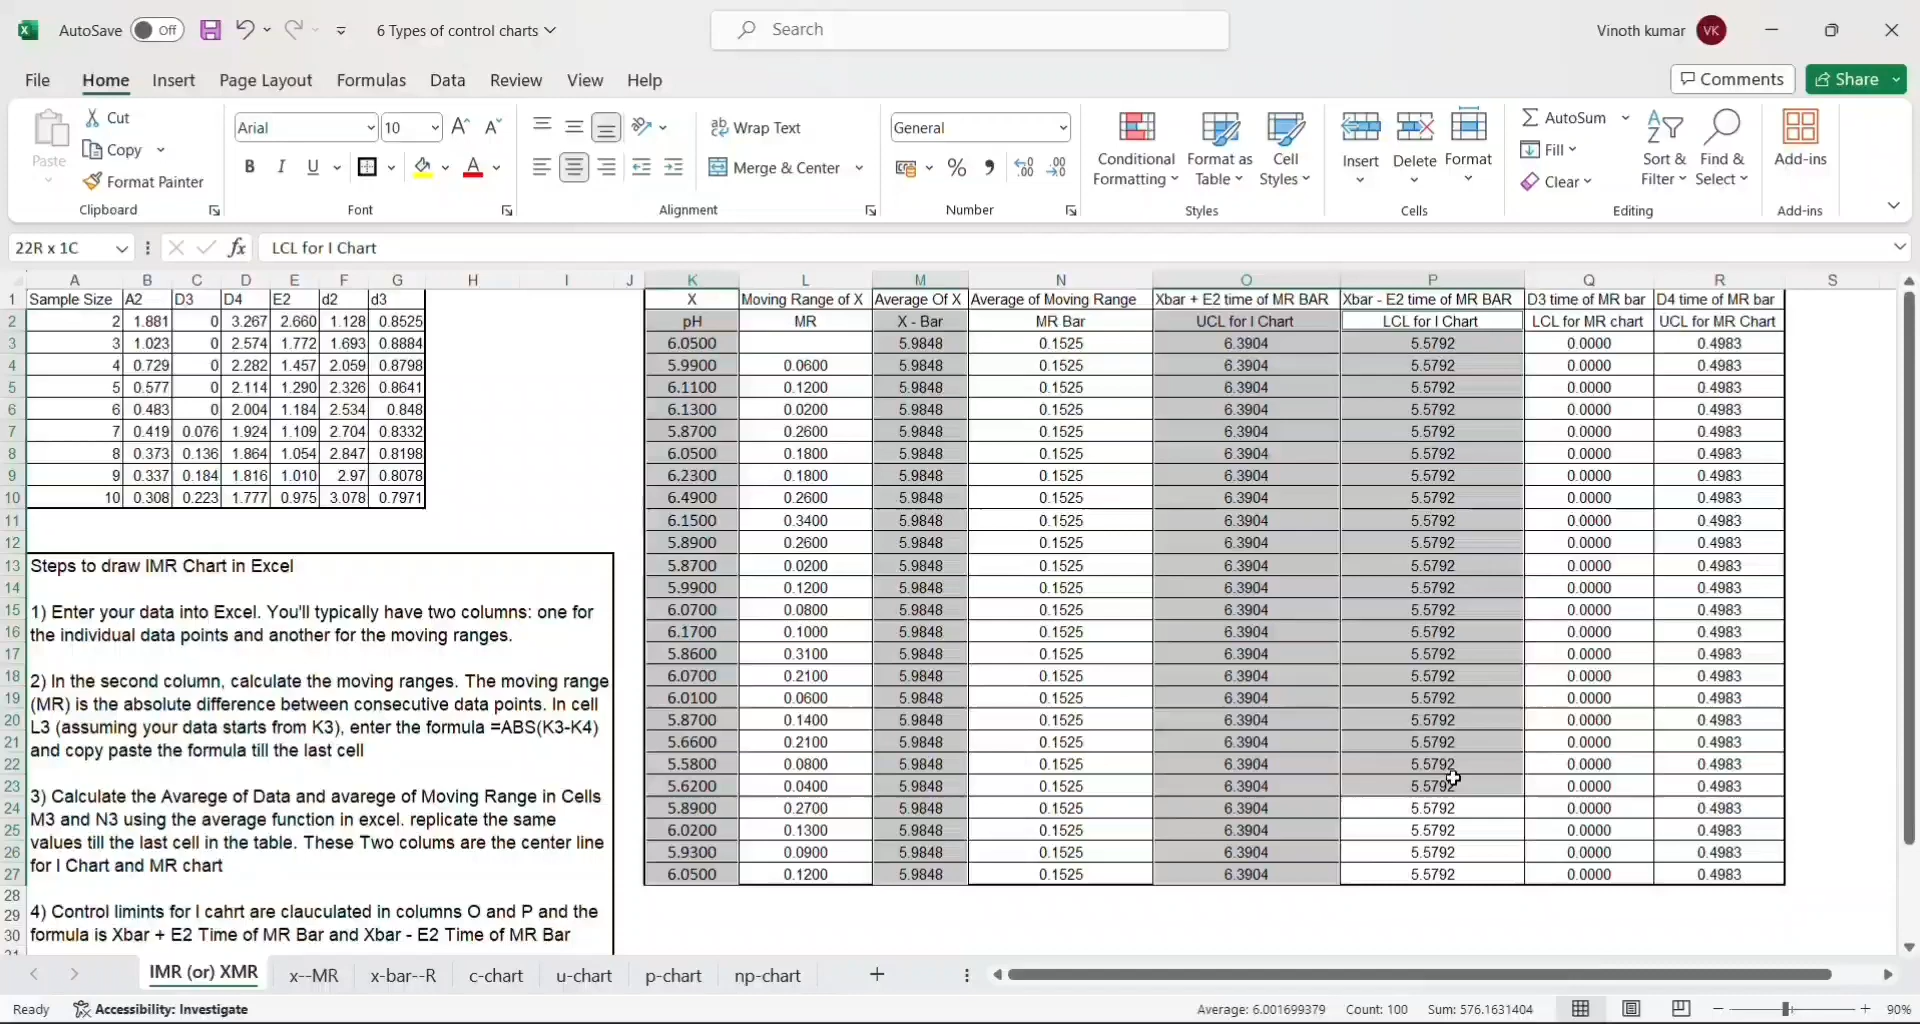 AutoSave Off 6 Types of control charts Search Vinoth kumar VK
File Home Insert Page Layout Formulas Data Review View Help Comments Share
Paste Cut Copy Format Painter Clipboard
Arial 10 A^ A˅ B I U A Font
ab Wrap Text Merge & Center Alignment
General % , .00 Number
Conditional Formatting Format as Table Cell Styles Styles
Insert Delete Format Cells
AutoSum Fill Clear Sort & Filter Find & Select Editing
Add-ins Add-ins
22R x 1C fx LCL for I Chart
A B C D E F G H I J K L M N O P Q R S
1 Sample Size A2 D3 D4 E2 d2 d3 X Moving Range of X Average Of X Average of Moving Range Xbar + E2 time of MR BAR Xbar - E2 time of MR BAR D3 time of MR bar D4 time of MR bar
2 2 1.881 0 3.267 2.660 1.128 0.8525 pH MR X - Bar MR Bar UCL for I Chart LCL for I Chart LCL for MR chart UCL for MR Chart
3 3 1.023 0 2.574 1.772 1.693 0.8884 6.0500 5.9848 0.1525 6.3904 5.5792 0.0000 0.4983
4 4 0.729 0 2.282 1.457 2.059 0.8798 5.9900 0.0600 5.9848 0.1525 6.3904 5.5792 0.0000 0.4983
5 5 0.577 0 2.114 1.290 2.326 0.8641 6.1100 0.1200 5.9848 0.1525 6.3904 5.5792 0.0000 0.4983
6 6 0.483 0 2.004 1.184 2.534 0.848 6.1300 0.0200 5.9848 0.1525 6.3904 5.5792 0.0000 0.4983
7 7 0.419 0.076 1.924 1.109 2.704 0.8332 5.8700 0.2600 5.9848 0.1525 6.3904 5.5792 0.0000 0.4983
8 8 0.373 0.136 1.864 1.054 2.847 0.8198 6.0500 0.1800 5.9848 0.1525 6.3904 5.5792 0.0000 0.4983
9 9 0.337 0.184 1.816 1.010 2.97 0.8078 6.2300 0.1800 5.9848 0.1525 6.3904 5.5792 0.0000 0.4983
10 10 0.308 0.223 1.777 0.975 3.078 0.7971 6.4900 0.2600 5.9848 0.1525 6.3904 5.5792 0.0000 0.4983
11 6.1500 0.3400 5.9848 0.1525 6.3904 5.5792 0.0000 0.4983
12 5.8900 0.2600 5.9848 0.1525 6.3904 5.5792 0.0000 0.4983
13 5.8700 0.0200 5.9848 0.1525 6.3904 5.5792 0.0000 0.4983
14 5.9900 0.1200 5.9848 0.1525 6.3904 5.5792 0.0000 0.4983
15 6.0700 0.0800 5.9848 0.1525 6.3904 5.5792 0.0000 0.4983
16 6.1700 0.1000 5.9848 0.1525 6.3904 5.5792 0.0000 0.4983
17 5.8600 0.3100 5.9848 0.1525 6.3904 5.5792 0.0000 0.4983
18 6.0700 0.2100 5.9848 0.1525 6.3904 5.5792 0.0000 0.4983
19 6.0100 0.0600 5.9848 0.1525 6.3904 5.5792 0.0000 0.4983
20 5.8700 0.1400 5.9848 0.1525 6.3904 5.5792 0.0000 0.4983
21 5.6600 0.2100 5.9848 0.1525 6.3904 5.5792 0.0000 0.4983
22 5.5800 0.0800 5.9848 0.1525 6.3904 5.5792 0.0000 0.4983
23 5.6200 0.0400 5.9848 0.1525 6.3904 5.5792 0.0000 0.4983
24 5.8900 0.2700 5.9848 0.1525 6.3904 5.5792 0.0000 0.4983
25 6.0200 0.1300 5.9848 0.1525 6.3904 5.5792 0.0000 0.4983
26 5.9300 0.0900 5.9848 0.1525 6.3904 5.5792 0.0000 0.4983
27 6.0500 0.1200 5.9848 0.1525 6.3904 5.5792 0.0000 0.4983
28
29
30
Steps to draw IMR Chart in Excel
1) Enter your data into Excel. You'll typically have two columns: one for
the individual data points and another for the moving ranges.
2) In the second column, calculate the moving ranges. The moving range
(MR) is the absolute difference between consecutive data points. In cell
L3 (assuming your data starts from K3), enter the formula =ABS(K3-K4)
and copy paste the formula till the last cell
3) Calculate the Avarege of Data and avarege of Moving Range in Cells
M3 and N3 using the average function in excel. replicate the same
values till the last cell in the table. These Two colums are the center line
for I Chart and MR chart
4) Control limints for I cahrt are clauculated in columns O and P and the
formula is Xbar + E2 Time of MR Bar and Xbar - E2 Time of MR Bar
IMR (or) XMR x--MR x-bar--R c-chart u-chart p-chart np-chart
Ready Accessibility: Investigate Average: 6.001699379 Count: 100 Sum: 576.1631404 90%